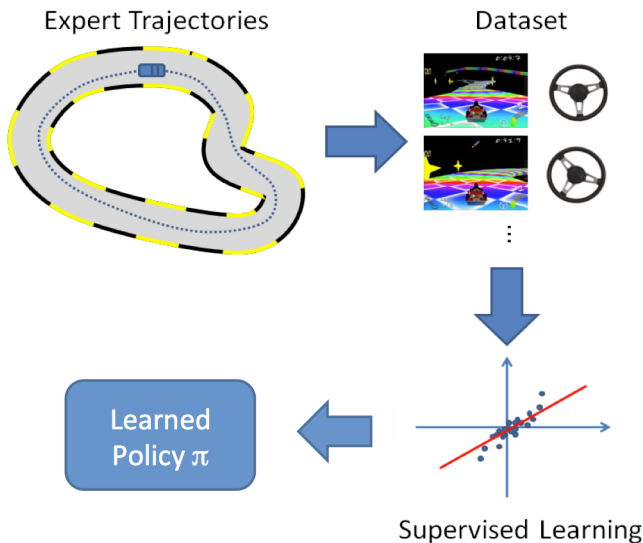 Expert Trajectories
Dataset
⋮
Learned
Policy π
Supervised Learning